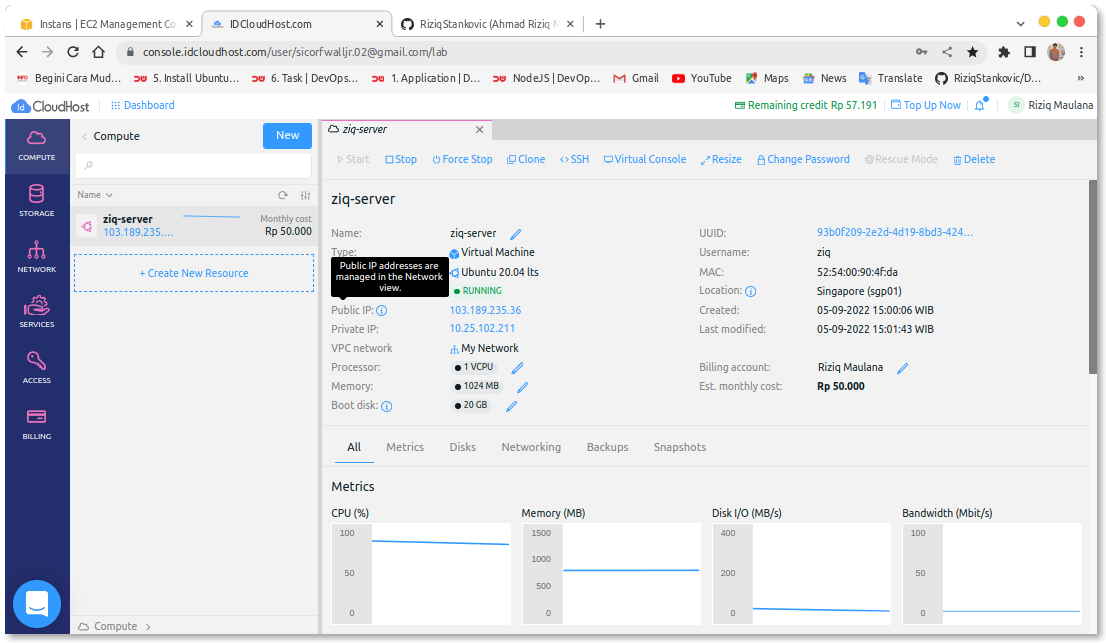 Instans | EC2 Management Co
IDCloudHost.com
RiziqStankovic (Ahmad Riziq M
console.idcloudhost.com/user/sicorfwalljr.02@gmail.com/lab
Begini Cara Mud...
5. Install Ubuntu...
6. Task | DevOps...
1. Application | D...
NodeJS | DevOp...
Gmail
YouTube
Maps
News
Translate
RiziqStankovic/D...
»
Id CloudHost
Dashboard
Remaining credit Rp 57.191
Top Up Now
SI
Riziq Maulana
COMPUTE
STORAGE
NETWORK
SERVICES
ACCESS
BILLING
Compute
New
Name
ziq-server
103.189.235....
Monthly cost
Rp 50.000
+ Create New Resource
Compute
ziq-server
Start
Stop
Force Stop
Clone
SSH
Virtual Console
Resize
Change Password
Rescue Mode
Delete
ziq-server
Name: ziq-server
Type: Virtual Machine
Public IP addresses are
managed in the Network
view.
Ubuntu 20.04 lts
RUNNING
Public IP: 103.189.235.36
Private IP: 10.25.102.211
VPC network My Network
Processor: 1 VCPU
Memory: 1024 MB
Boot disk: 20 GB
UUID: 93b0f209-2e2d-4d19-8bd3-424...
Username: ziq
MAC: 52:54:00:90:4f:da
Location: Singapore (sgp01)
Created: 05-09-2022 15:00:06 WIB
Last modified: 05-09-2022 15:01:43 WIB
Billing account: Riziq Maulana
Est. monthly cost: Rp 50.000
All
Metrics
Disks
Networking
Backups
Snapshots
Metrics
CPU (%)
100
50
0
Memory (MB)
1500
1000
500
0
Disk I/O (MB/s)
400
200
0
Bandwidth (Mbit/s)
100
50
0